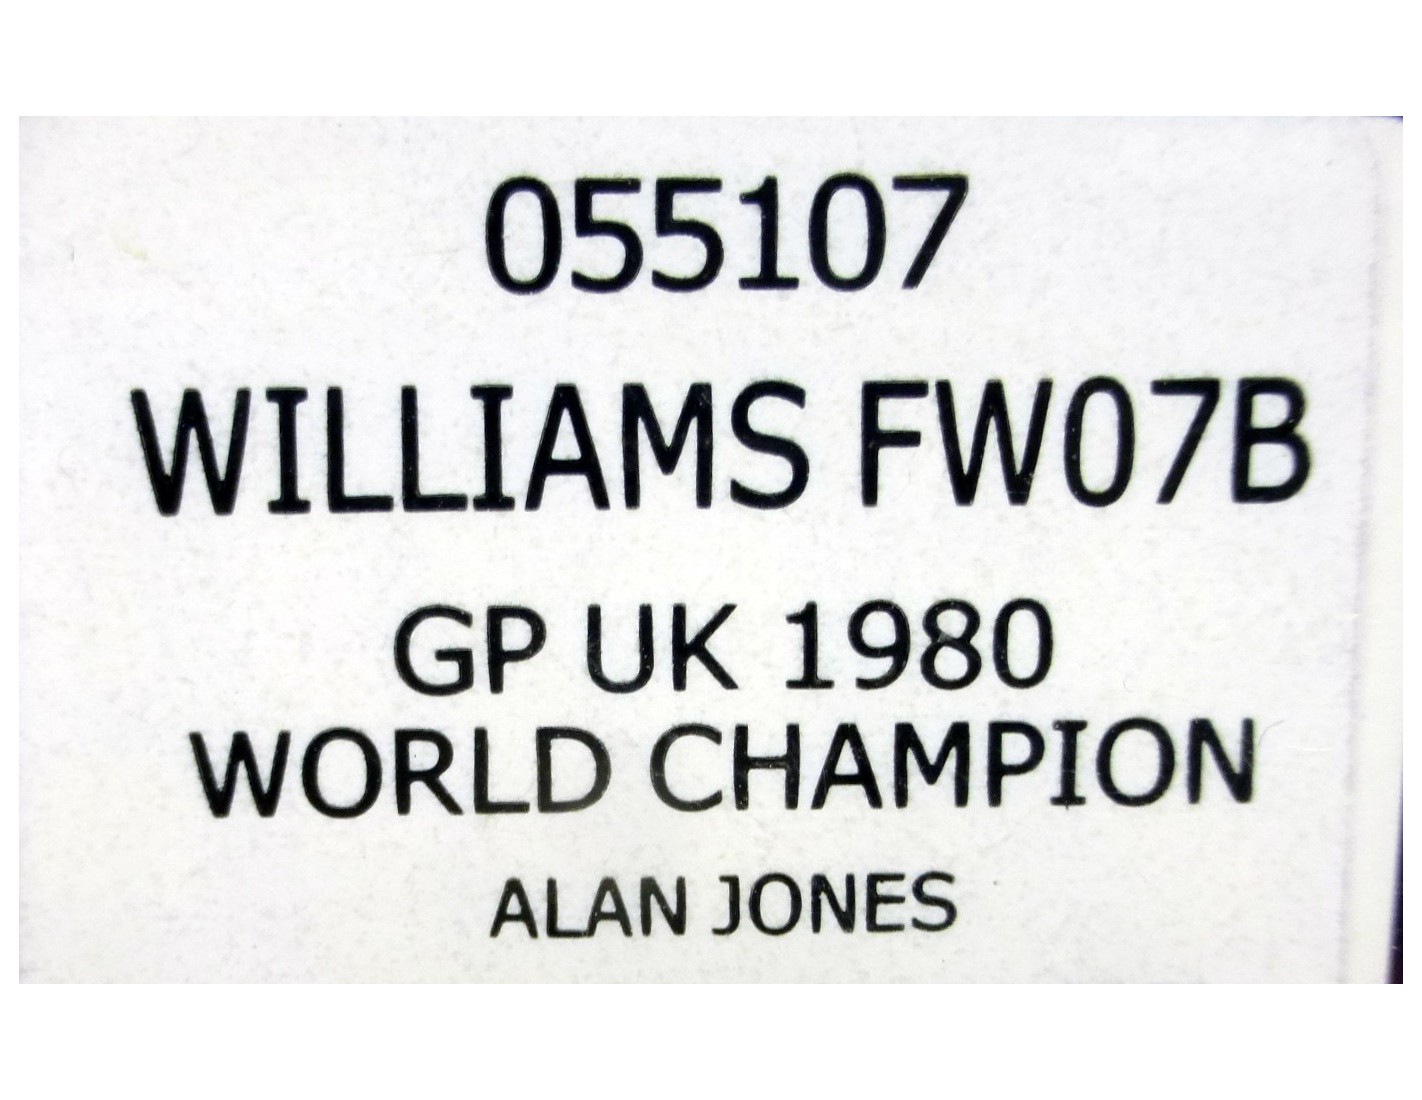 055107
WILLIAMS FW07B
GP UK 1980
WORLD CHAMPION
ALAN JONES